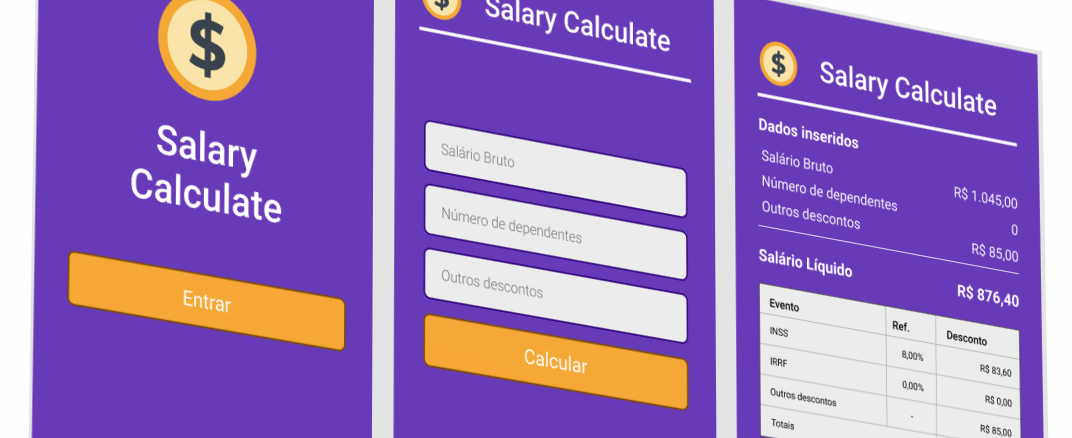 $
Salary
Calculate
Entrar
$
Salary Calculate
Salário Bruto
Número de dependentes
Outros descontos
Calcular
$
Salary Calculate
Dados inseridos
Salário Bruto R$ 1.045,00
Número de dependentes 0
Outros descontos R$ 85,00
Salário Líquido R$ 876,40
Evento Ref. Desconto
INSS 8,00% R$ 83,60
IRRF 0,00% R$ 0,00
Outros descontos - R$ 85,00
Totais